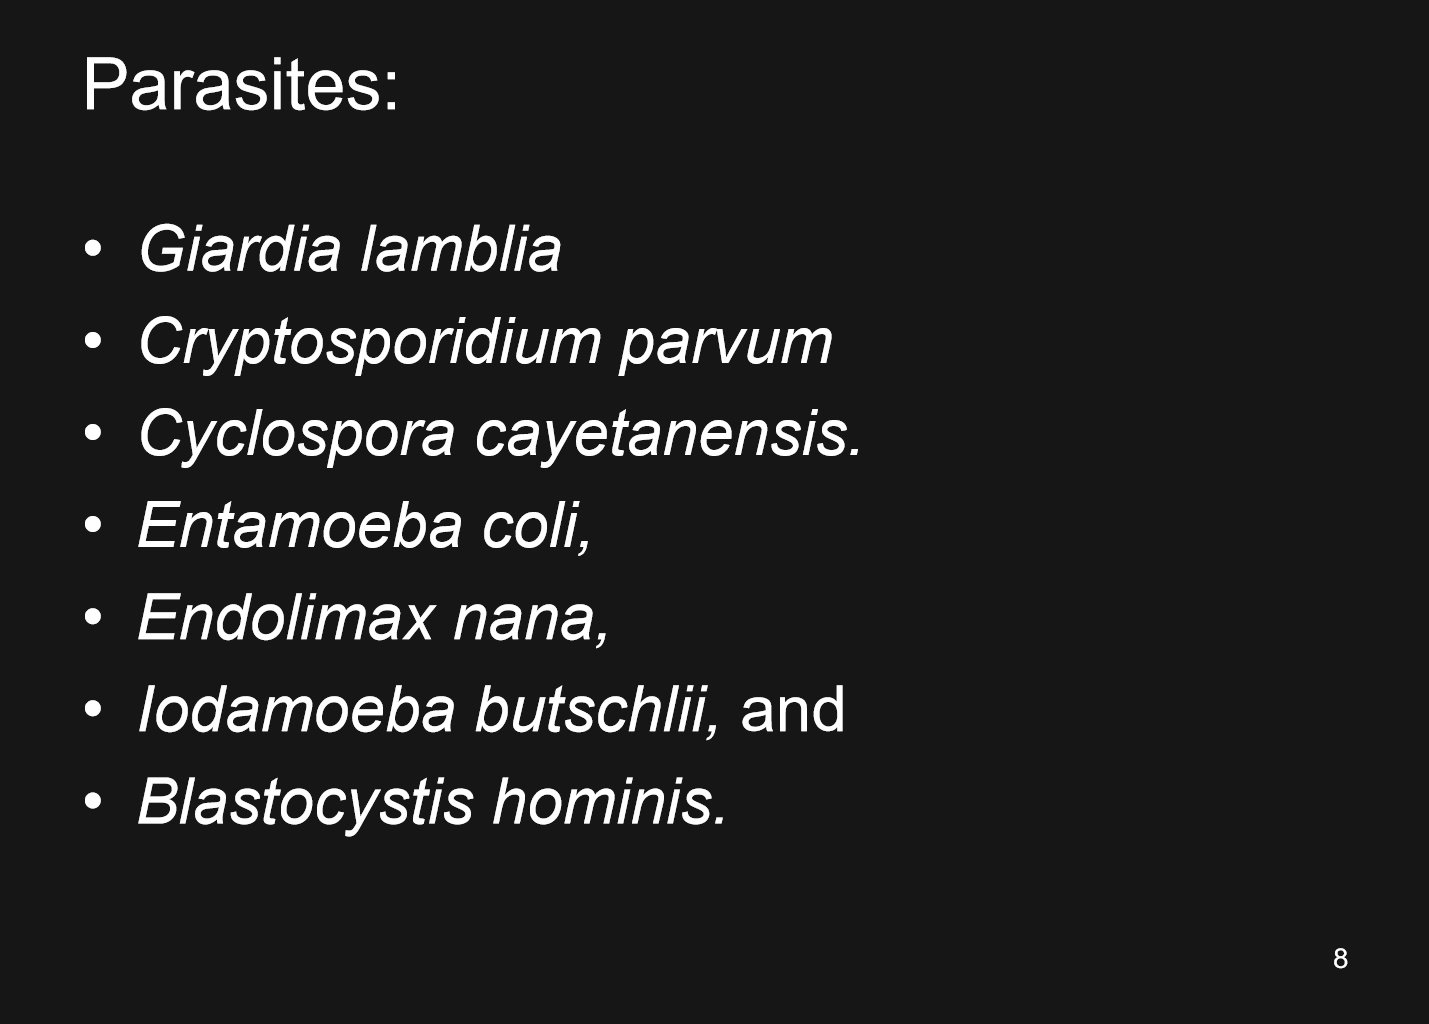 Parasites:
• Giardia lamblia
• Cryptosporidium parvum
• Cyclospora cayetanensis.
• Entamoeba coli,
• Endolimax nana,
• Iodamoeba butschlii, and
• Blastocystis hominis.
8